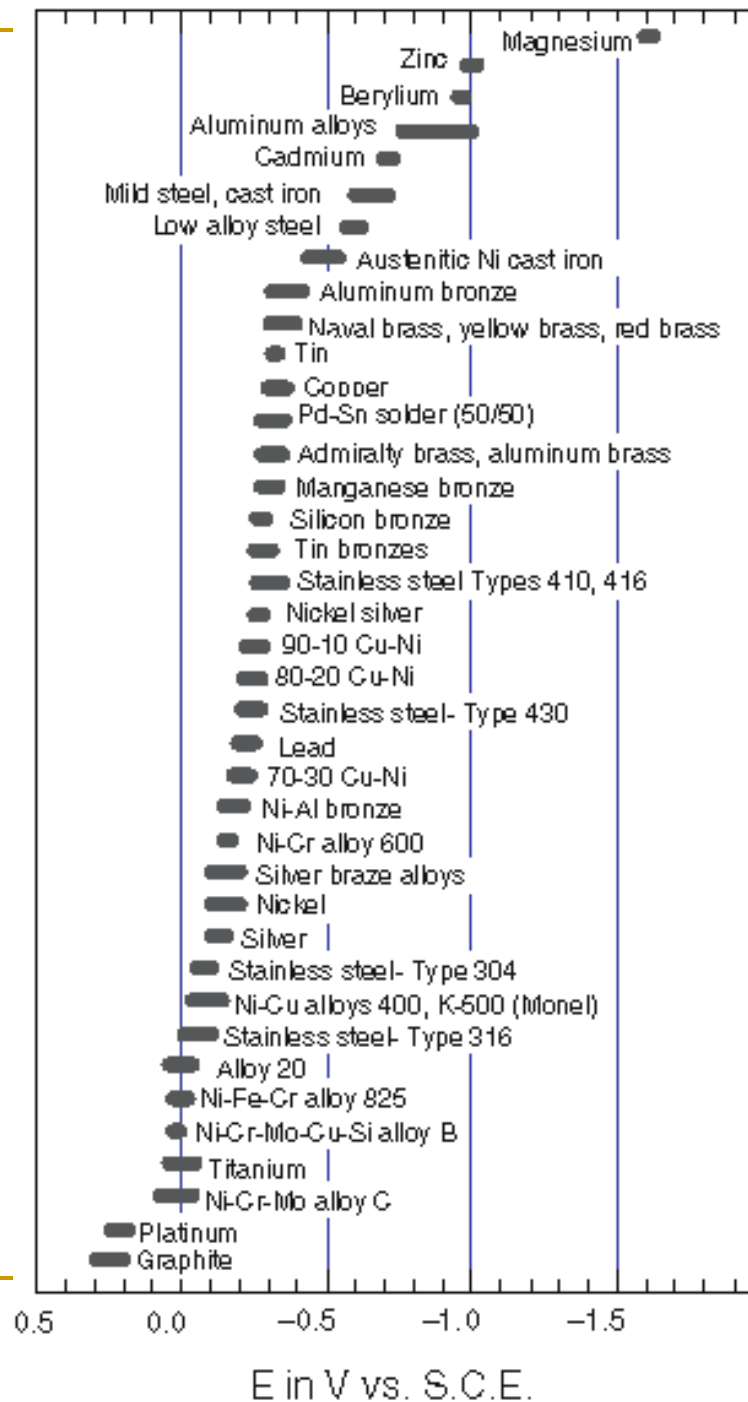 Magnesium
Zinc
Berylium
Aluminum alloys
Cadmium
Mild steel, cast iron
Low alloy steel
Austenitic Ni cast iron
Aluminum bronze
Naval brass, yellow brass, red brass
Tin
Copper
Pd-Sn solder (50/50)
Admiralty brass, aluminum brass
Manganese bronze
Silicon bronze
Tin bronzes
Stainless steel Types 410, 416
Nickel silver
90-10 Cu-Ni
80-20 Cu-Ni
Stainless steel- Type 430
Lead
70-30 Cu-Ni
Ni-Al bronze
Ni-Cr alloy 600
Silver braze alloys
Nickel
Silver
Stainless steel- Type 304
Ni-Cu alloys 400, K-500 (Monel)
Stainless steel- Type 316
Alloy 20
Ni-Fe-Cr alloy 825
Ni-Cr-Mo-Cu-Si alloy B
Titanium
Ni-Cr-Mo alloy C
Platinum
Graphite
0.5 0.0 –0.5 –1.0 –1.5
E in V vs. S.C.E.